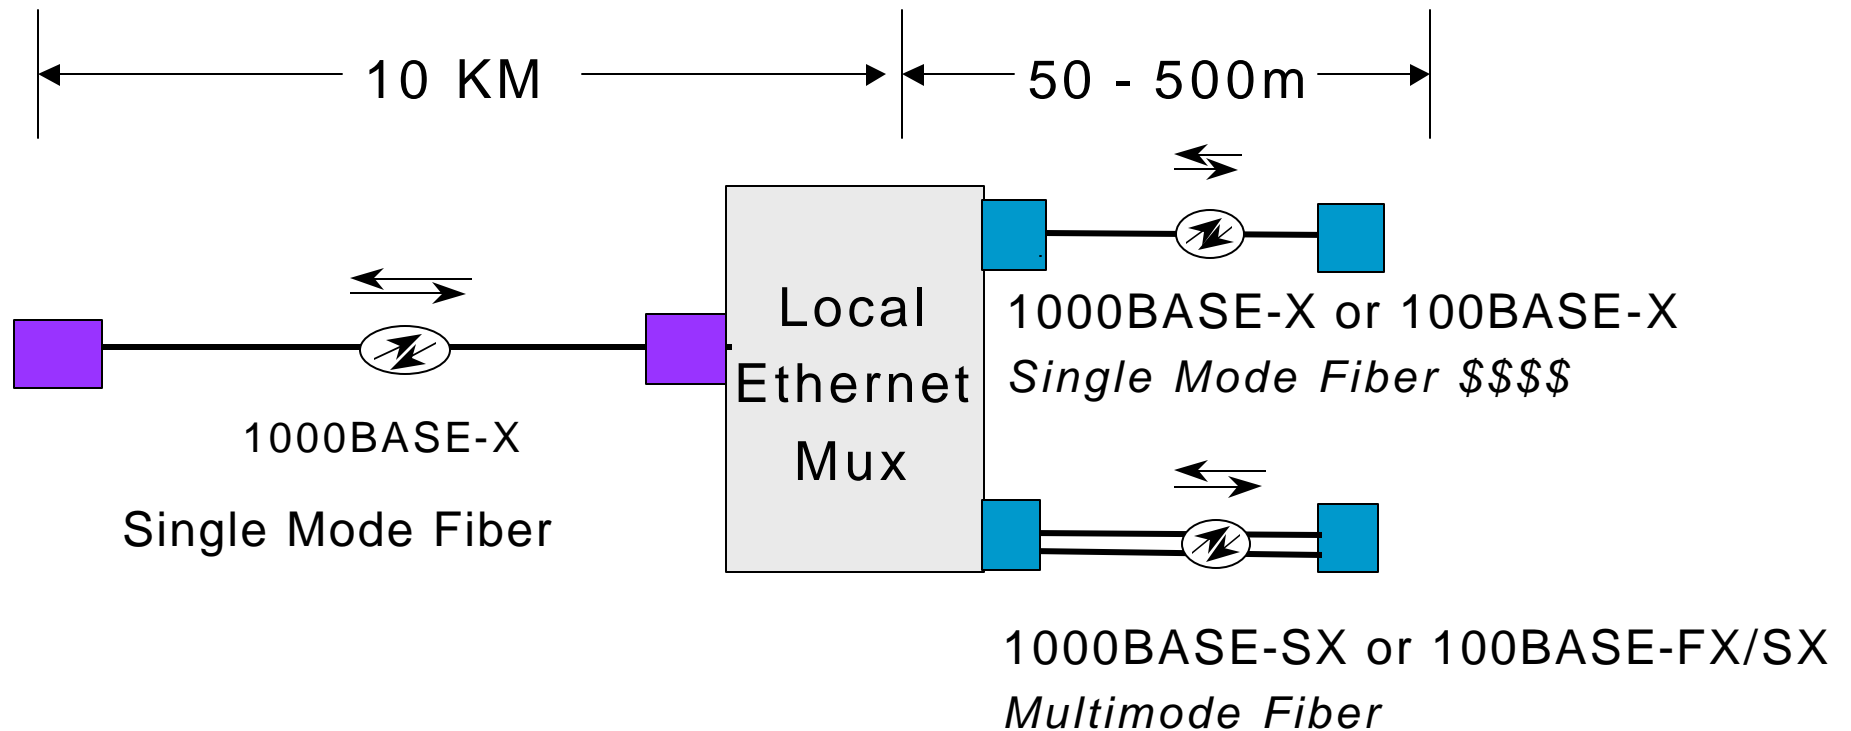 10 KM
50 - 500m
Local
Ethernet
Mux
1000BASE-X
Single Mode Fiber
1000BASE-X or 100BASE-X
Single Mode Fiber $$$$
1000BASE-SX or 100BASE-FX/SX
Multimode Fiber